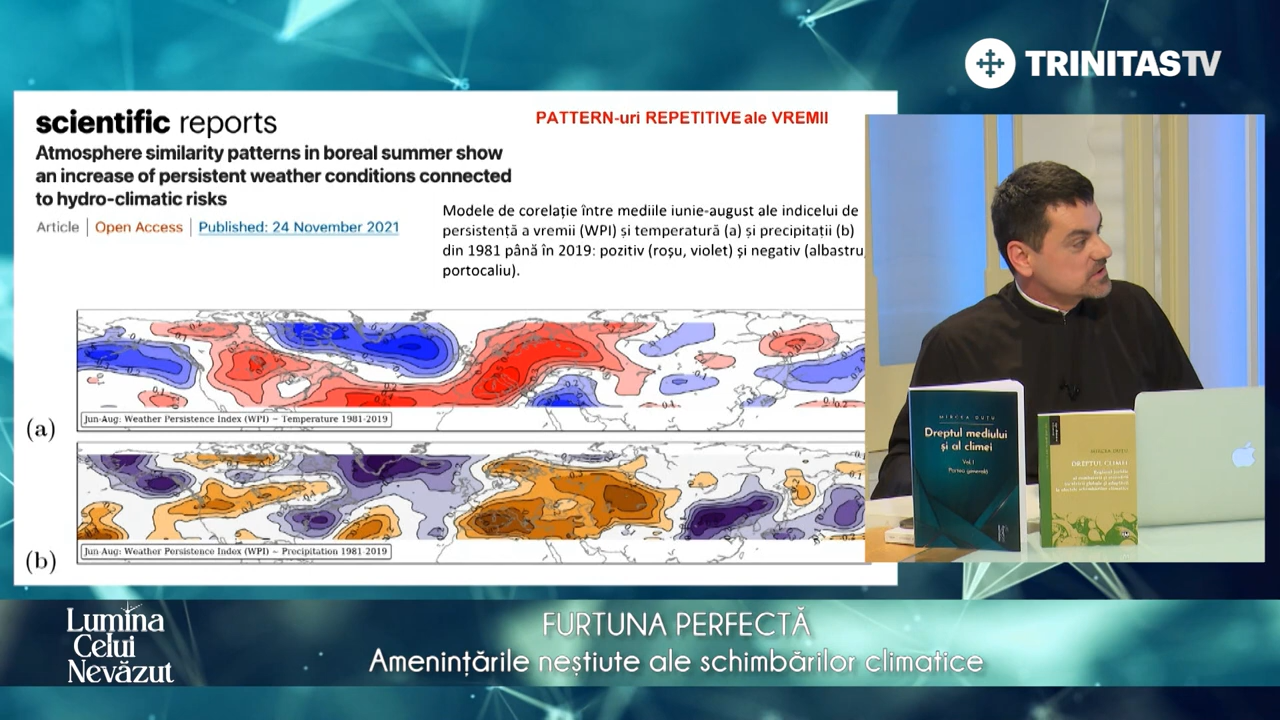 TRINITASTV
scientific reports
PATTERN-uri REPETITIVE ale VREMII
Atmosphere similarity patterns in boreal summer show
an increase of persistent weather conditions connected
to hydro-climatic risks
Article | Open Access | Published: 24 November 2021
Modele de corelație între mediile iunie-august ale indicelui de
persistență a vremii (WPI) și temperatură (a) și precipitații (b)
din 1981 până în 2019: pozitiv (roșu, violet) și negativ (albastru,
portocaliu).
Jun-Aug: Weather Persistence Index (WPI) ~ Temperature 1981-2019
(a)
Jun-Aug: Weather Persistence Index (WPI) ~ Precipitation 1981-2019
(b)
MIRCEA DUȚU
Dreptul mediului
și al climei
Vol. I
Partea generală
MIRCEA DUȚU
DREPTUL CLIMEI
Lumina
Celui
Nevăzut
FURTUNA PERFECTĂ
Amenințările neștiute ale schimbărilor climatice